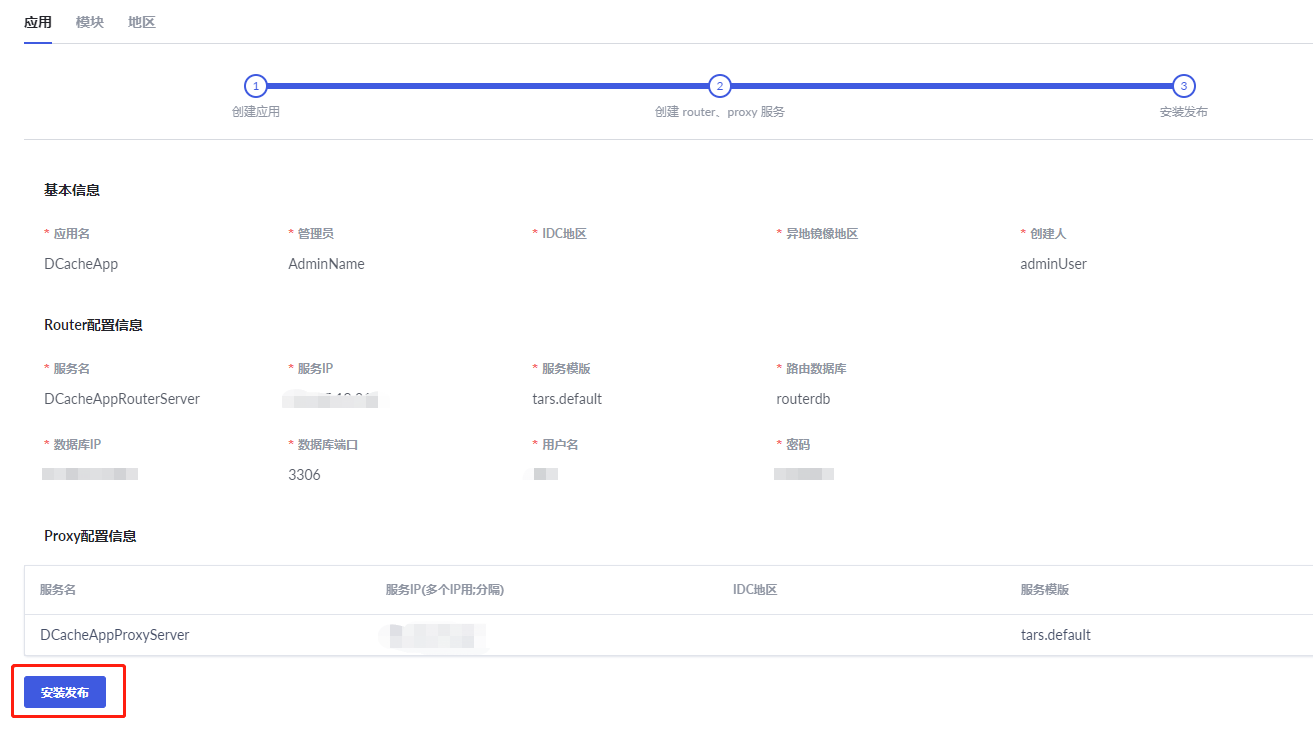 应用 模块 地区
1 2 3
创建应用 创建 router、proxy 服务 安装发布
基本信息
* 应用名 * 管理员 * IDC地区 * 异地镜像地区 * 创建人
DCacheApp AdminName adminUser
Router配置信息
* 服务名 * 服务IP * 服务模版 * 路由数据库
DCacheAppRouterServer tars.default routerdb
* 数据库IP * 数据库端口 * 用户名 * 密码
3306
Proxy配置信息
服务名 服务IP(多个IP用;分隔) IDC地区 服务模版
DCacheAppProxyServer tars.default
安装发布